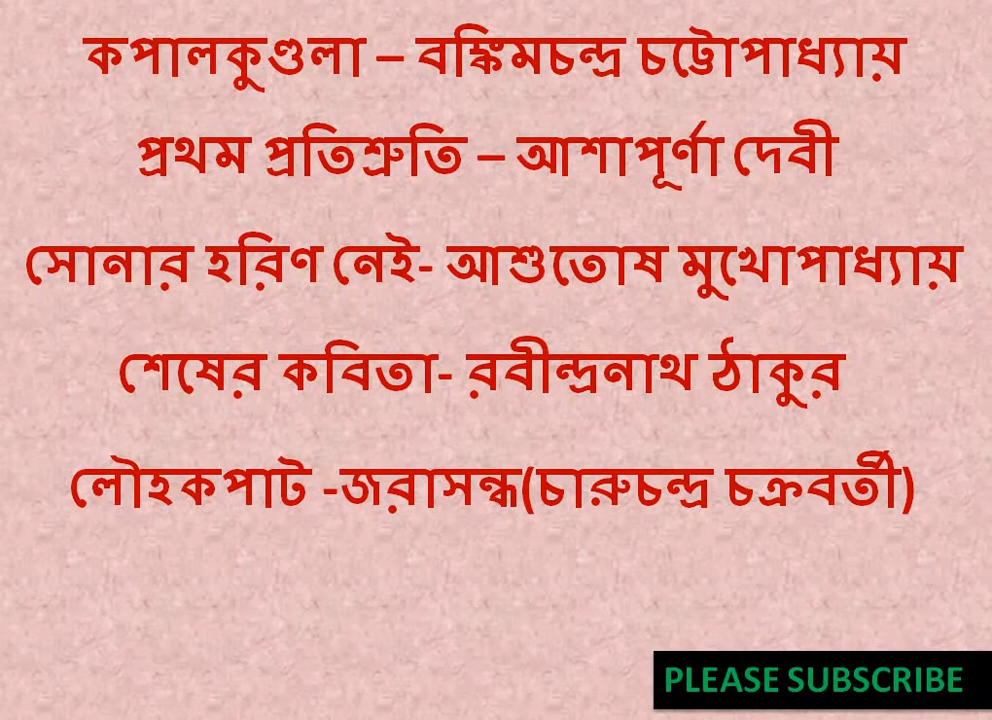 কপালকুণ্ডলা – বঙ্কিমচন্দ্র চট্টোপাধ্যায়
প্রথম প্রতিশ্রুতি – আশাপূর্ণা দেবী
সোনার হরিণ নেই- আশুতোষ মুখোপাধ্যায়
শেষের কবিতা- রবীন্দ্রনাথ ঠাকুর
লৌহকপাট -জরাসন্ধ(চারুচন্দ্র চক্রবর্তী)
PLEASE SUBSCRIBE